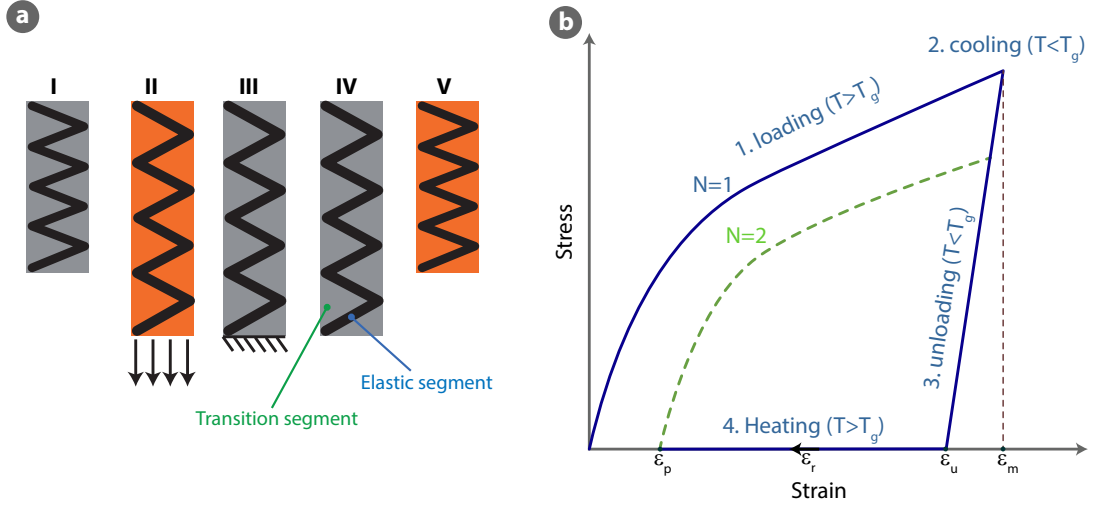 a
I II III IV V
Elastic segment
Transition segment
b
2. cooling (T<Tg)
1. loading (T>Tg)
N=1
N=2
3. unloading (T<Tg)
4. Heating (T>Tg)
Stress
εp εr εu εm
Strain